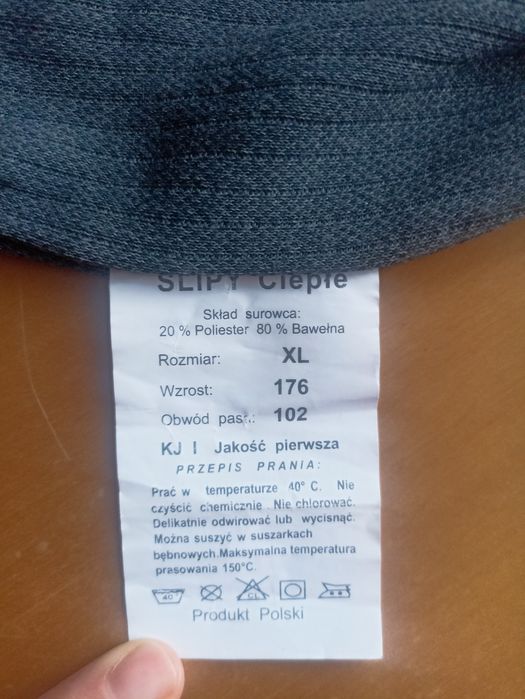 SLIPY Ciepłe
Skład surowca:
20 % Poliester 80 % Bawełna
Rozmiar: XL
Wzrost: 176
Obwód pas.: 102
KJ I Jakość pierwsza
PRZEPIS PRANIA:
Prać w temperaturze 40° C. Nie
czyścić chemicznie. Nie chlorować.
Delikatnie odwirować lub wycisnąć.
Można suszyć w suszarkach
bębnowych.Maksymalna temperatura
prasowania 150°C.
40 CL
Produkt Polski